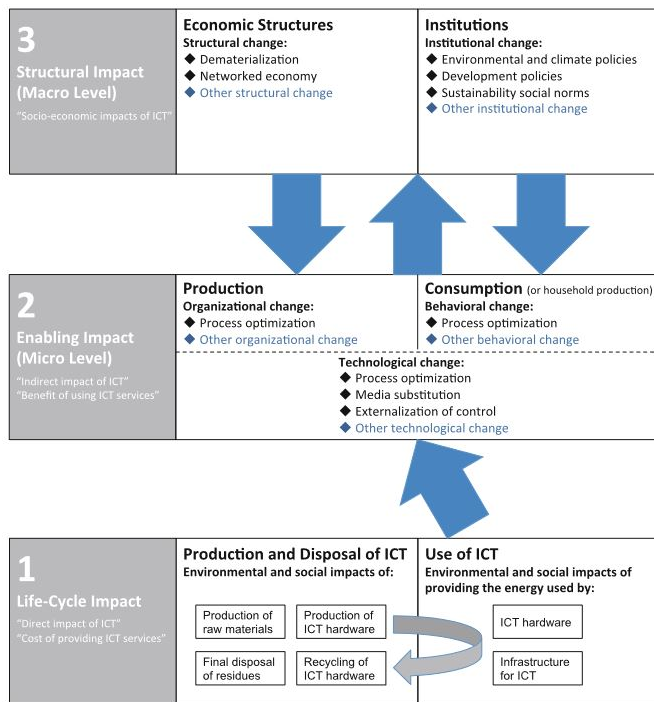 3
Structural Impact
(Macro Level)
"Socio-economic impacts of ICT"
Economic Structures
Structural change:
◆ Dematerialization
◆ Networked economy
◆ Other structural change
Institutions
Institutional change:
◆ Environmental and climate policies
◆ Development policies
◆ Sustainability social norms
◆ Other institutional change
2
Enabling Impact
(Micro Level)
"Indirect impact of ICT"
"Benefit of using ICT services"
Production
Organizational change:
◆ Process optimization
◆ Other organizational change
Consumption (or household production)
Behavioral change:
◆ Process optimization
◆ Other behavioral change
Technological change:
◆ Process optimization
◆ Media substitution
◆ Externalization of control
◆ Other technological change
1
Life-Cycle Impact
"Direct impact of ICT"
"Cost of providing ICT services"
Production and Disposal of ICT
Environmental and social impacts of:
Production of
raw materials
Production of
ICT hardware
Final disposal
of residues
Recycling of
ICT hardware
Use of ICT
Environmental and social impacts of
providing the energy used by:
ICT hardware
Infrastructure
for ICT